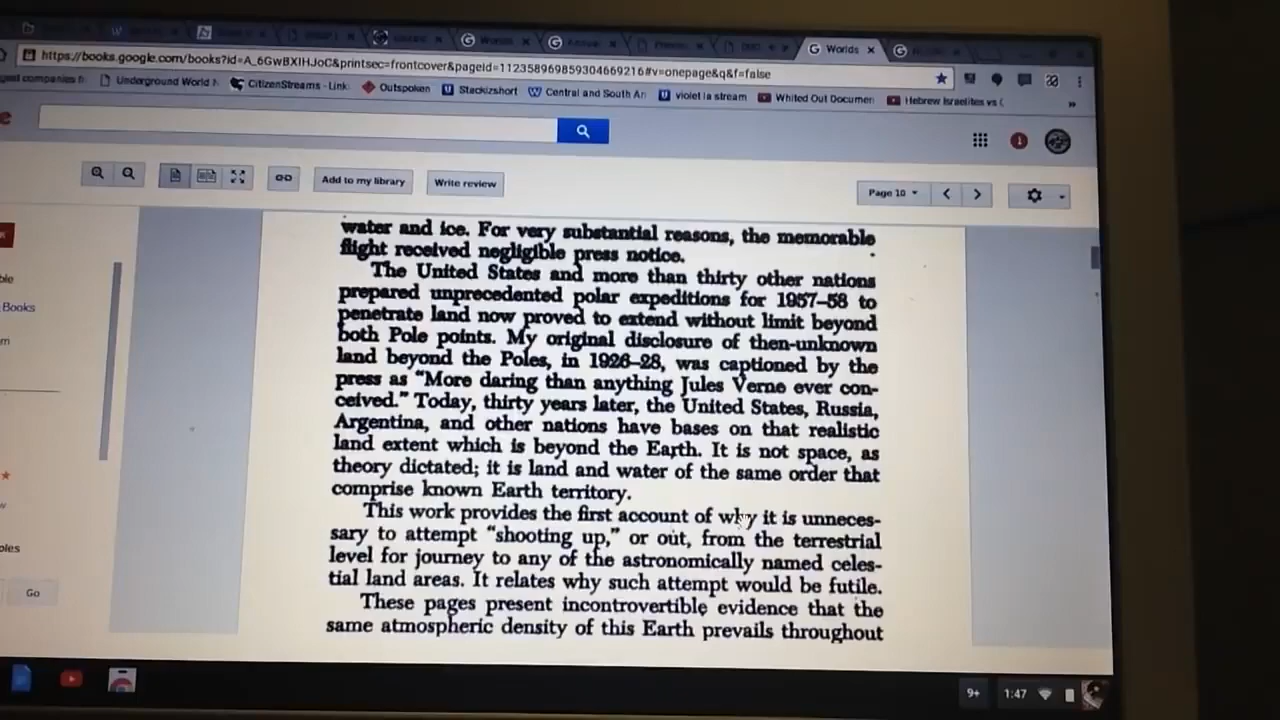 Worlds
https://books.google.com/books?id=A_6GwBXIHJoC&printsec=frontcover&pageid=112358969859304669216#v=onepage&q&f=false
Underground World
CitizenStreams - Link
Outspoken
Stackizshort
Central and South An
violet la stream
Whited Out Documen
Hebrew Israelites vs (
Add to my library
Write review
Page 10
water and ice. For very substantial reasons, the memorable
flight received negligible press notice.
The United States and more than thirty other nations
prepared unprecedented polar expeditions for 1957–58 to
penetrate land now proved to extend without limit beyond
both Pole points. My original disclosure of then-unknown
land beyond the Poles, in 1926–28, was captioned by the
press as “More daring than anything Jules Verne ever con-
ceived.” Today, thirty years later, the United States, Russia,
Argentina, and other nations have bases on that realistic
land extent which is beyond the Earth. It is not space, as
theory dictated; it is land and water of the same order that
comprise known Earth territory.
This work provides the first account of why it is unneces-
sary to attempt “shooting up,” or out, from the terrestrial
level for journey to any of the astronomically named celes-
tial land areas. It relates why such attempt would be futile.
These pages present incontrovertible evidence that the
same atmospheric density of this Earth prevails throughout
Books
Go
9+
1:47